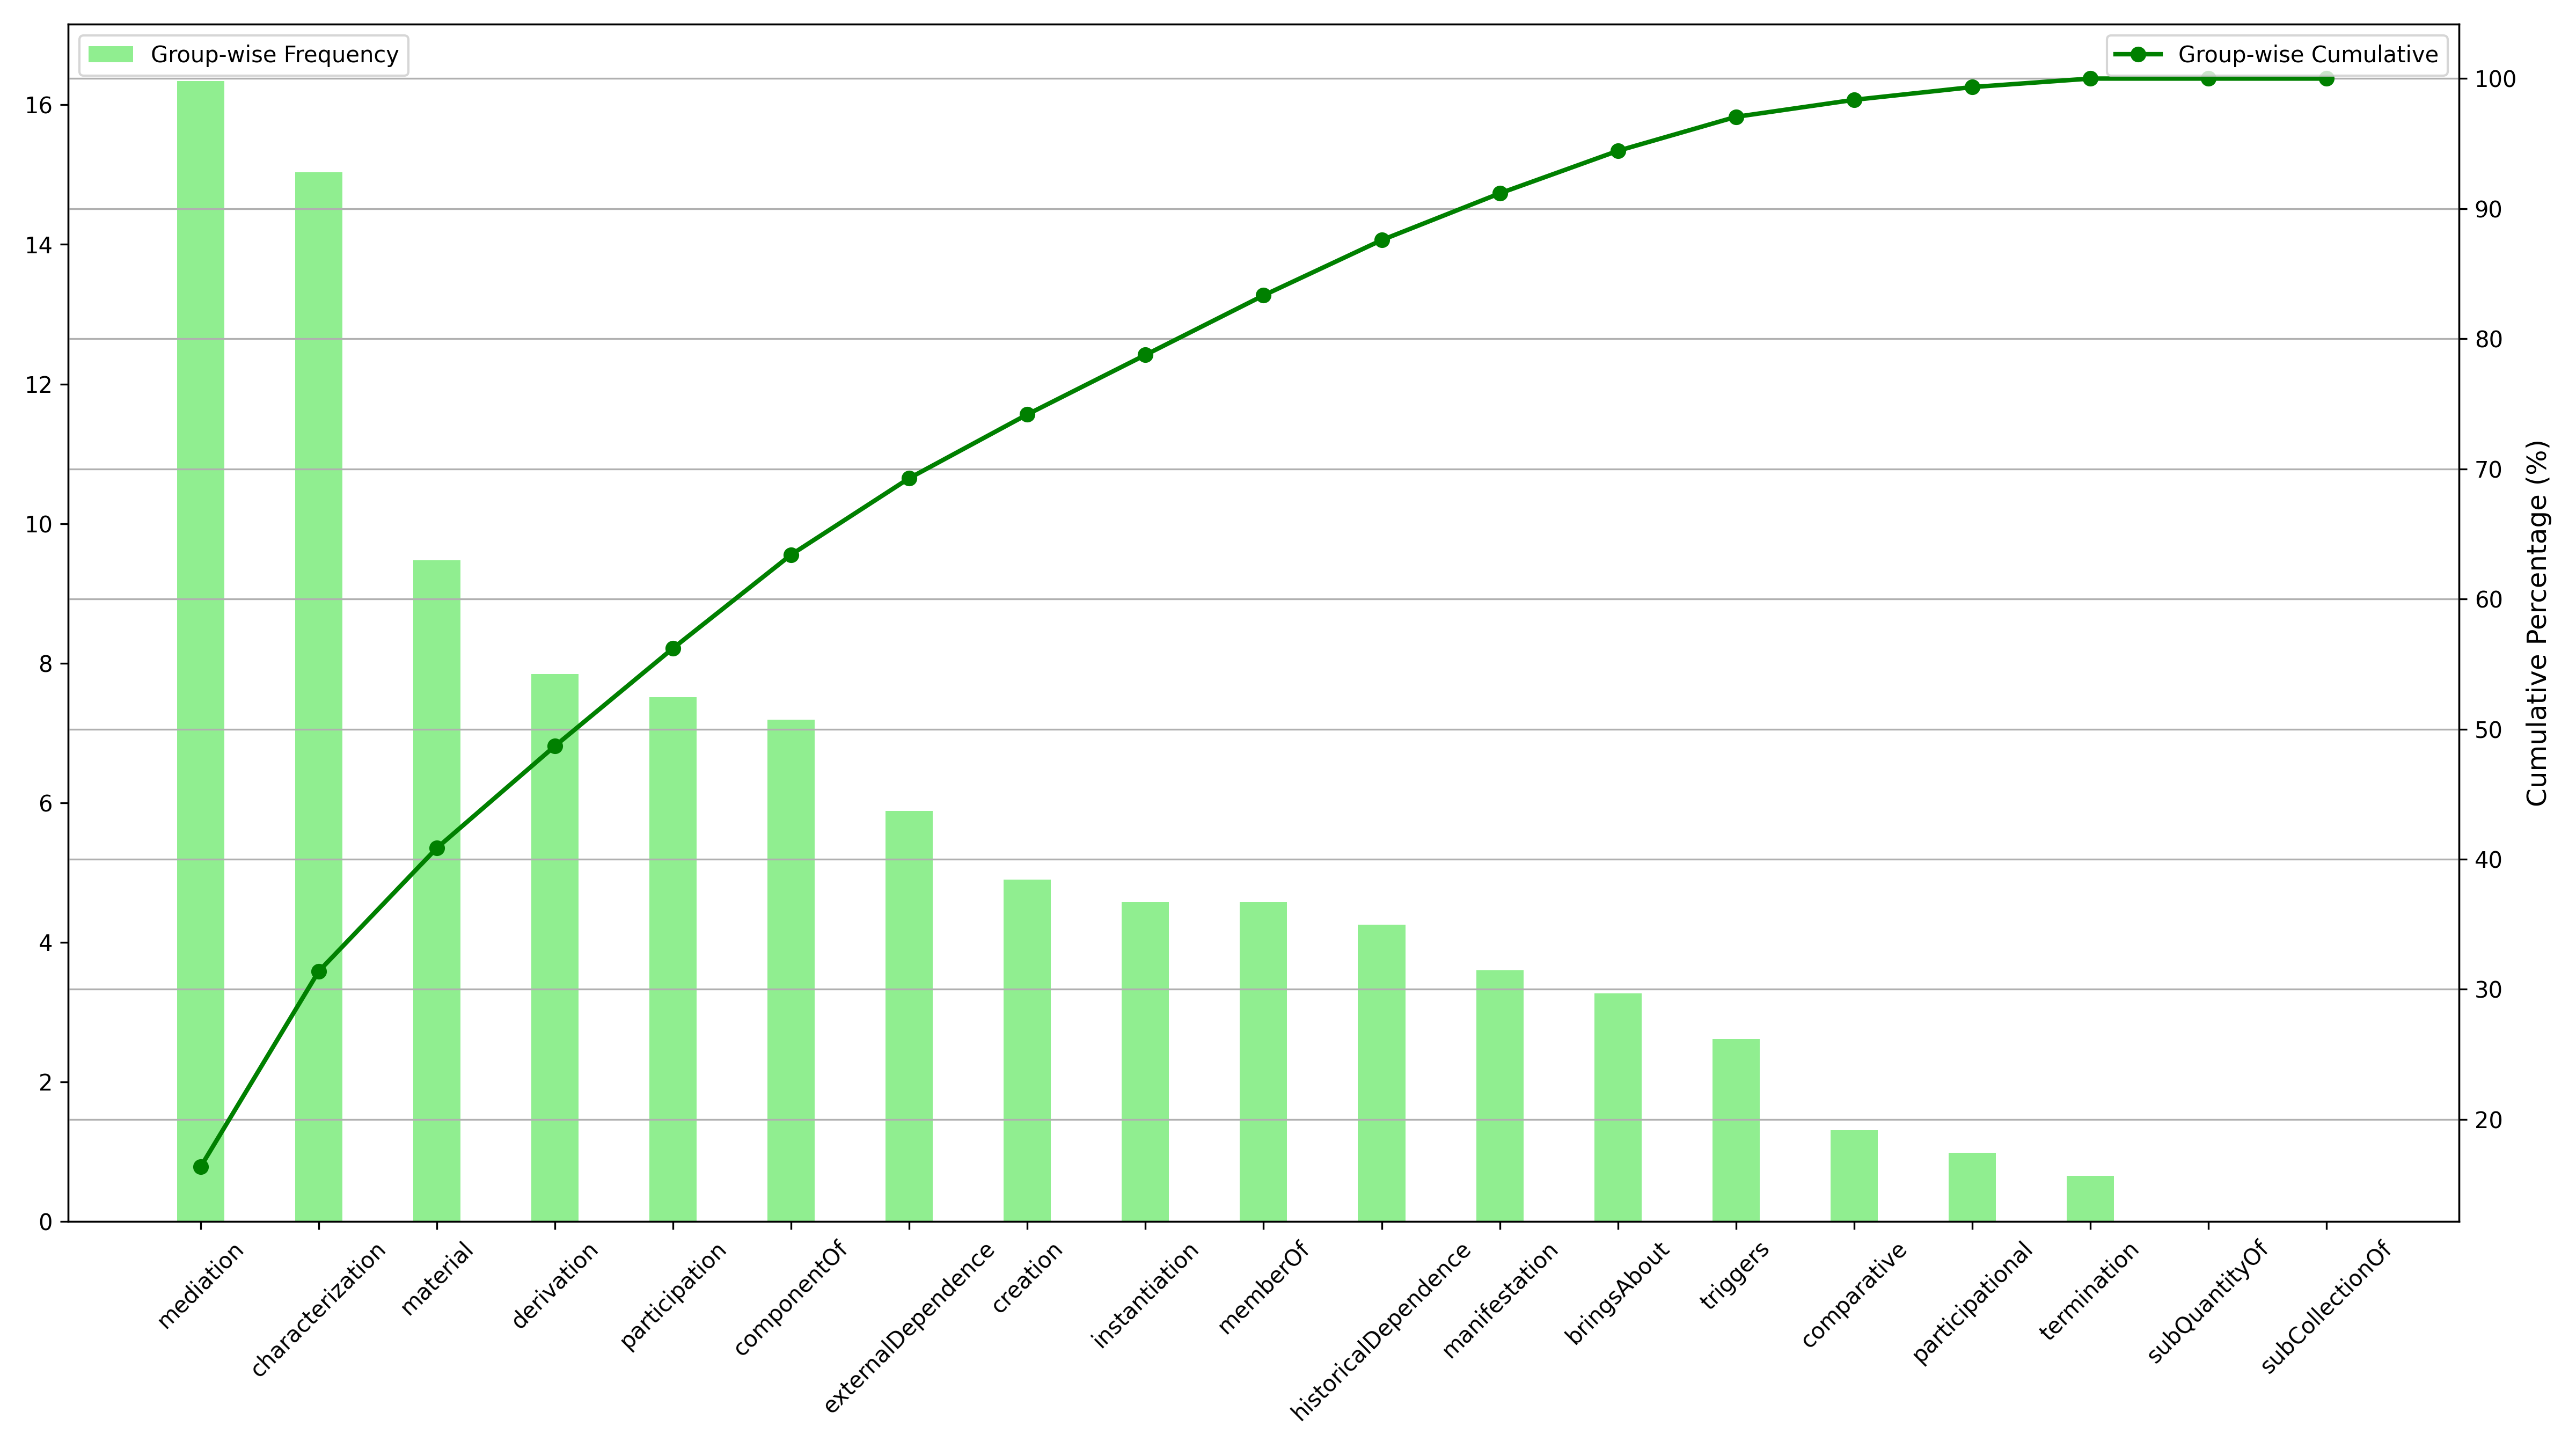 Group-wise Frequency
Group-wise Cumulative
16
14
12
10
8
6
4
2
0
100
90
80
70
60
50
40
30
20
Cumulative Percentage (%)
mediation
characterization
material
derivation
participation
componentOf
externalDependence
creation
instantiation
memberOf
historicalDependence
manifestation
bringsAbout
triggers
comparative
participational
termination
subQuantityOf
subCollectionOf